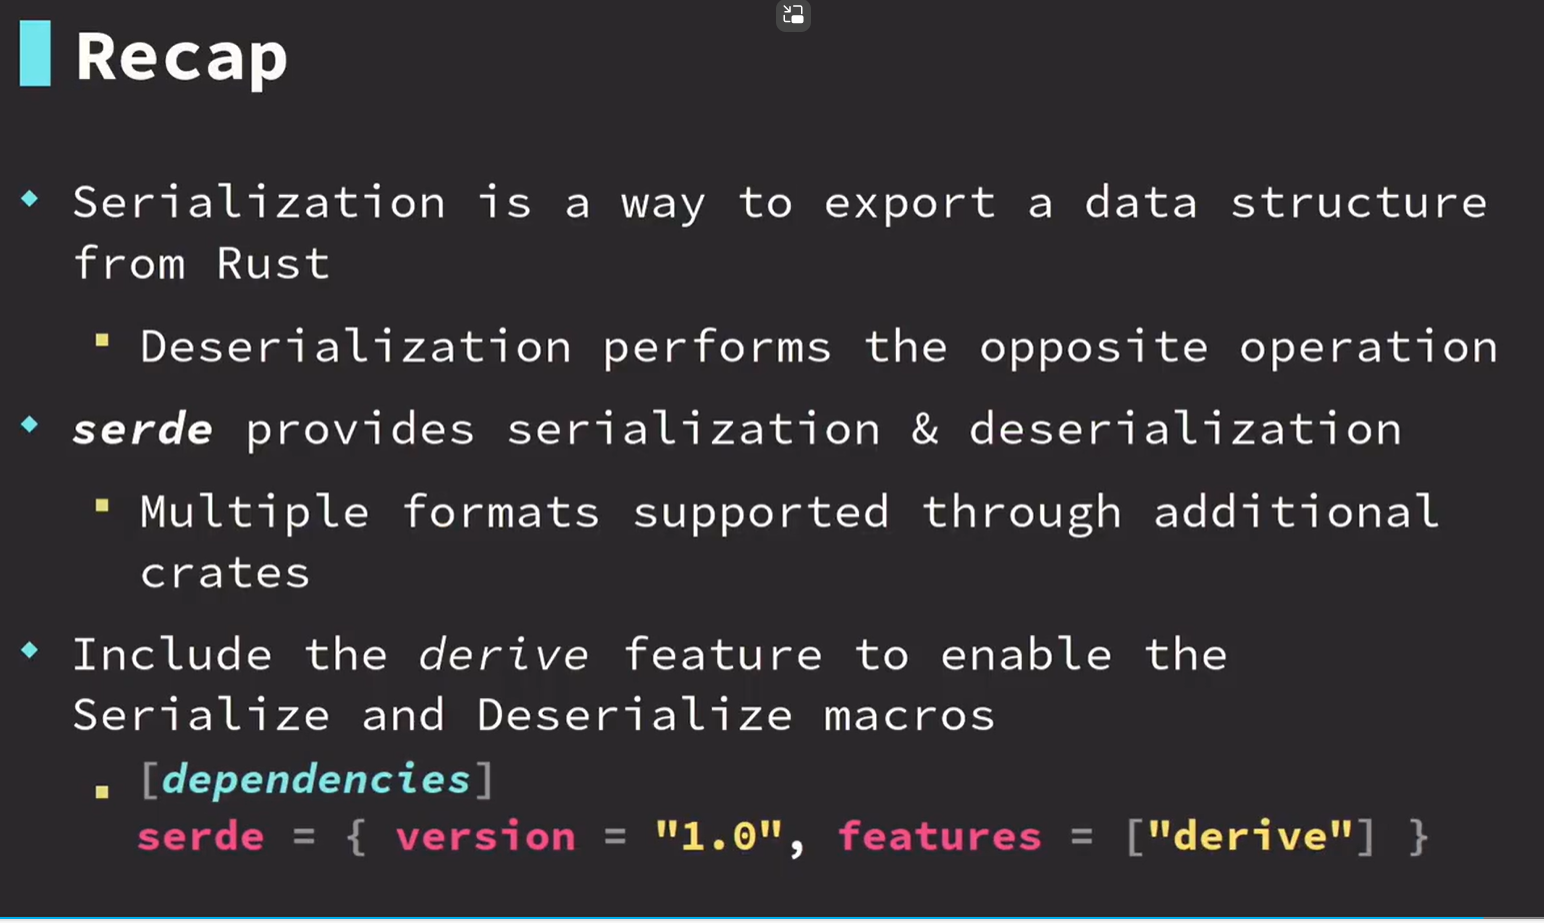 Recap
Serialization is a way to export a data structure
from Rust
Deserialization performs the opposite operation
serde provides serialization & deserialization
Multiple formats supported through additional
crates
Include the derive feature to enable the
Serialize and Deserialize macros
[dependencies]
serde = { version = "1.0", features = ["derive"] }